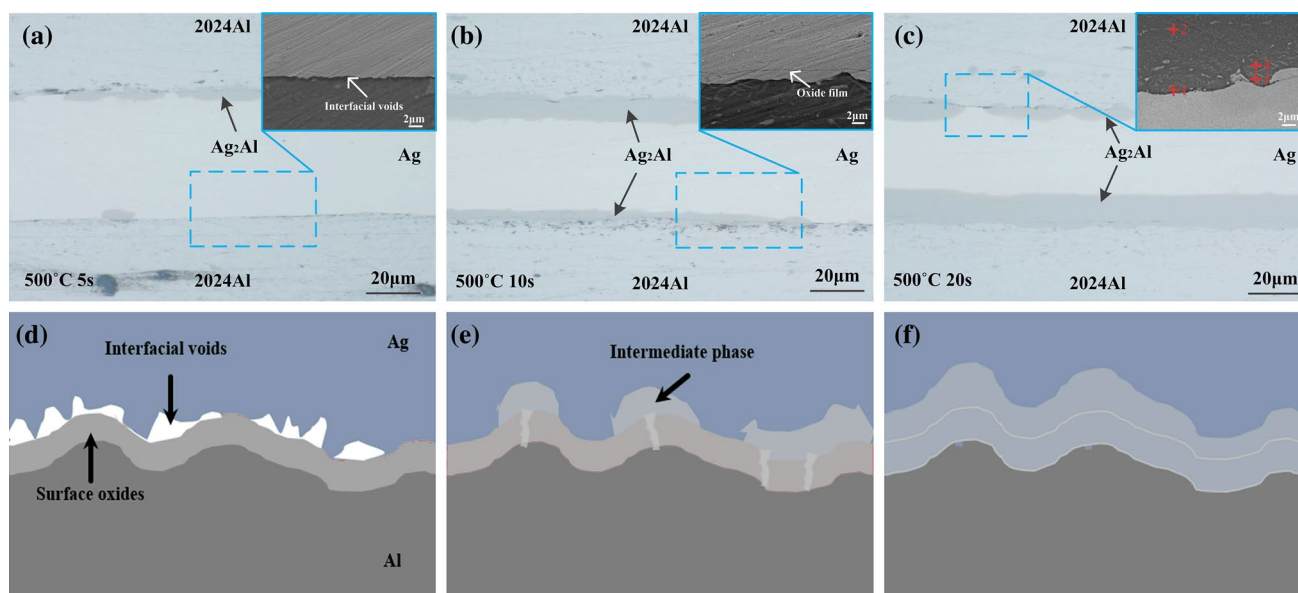 (a)
2024Al
Interfacial voids
2μm
Ag₂Al
Ag
500°C 5s
2024Al
20μm
(b)
2024Al
Oxide film
2μm
Ag₂Al
Ag
500°C 10s
2024Al
20μm
(c)
2024Al
2μm
Ag₂Al
Ag
500°C 20s
2024Al
20μm
(d)
Interfacial voids
Ag
Surface oxides
Al
(e)
Intermediate phase
(f)